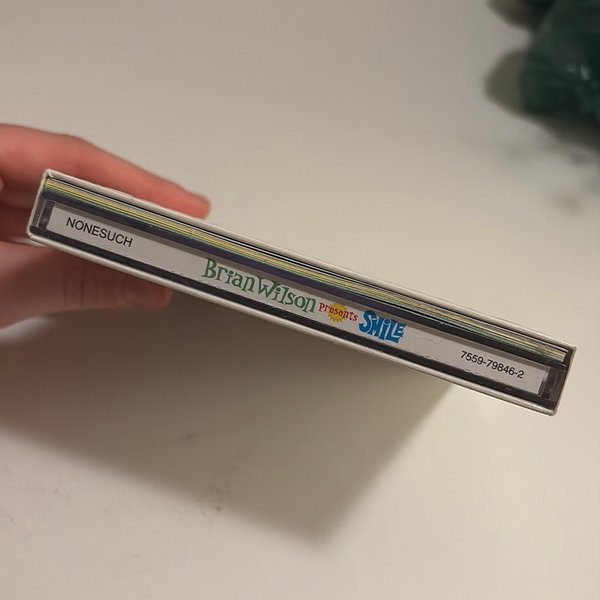 NONESUCH
Brian Wilson presents SMiLE
7559-79846-2